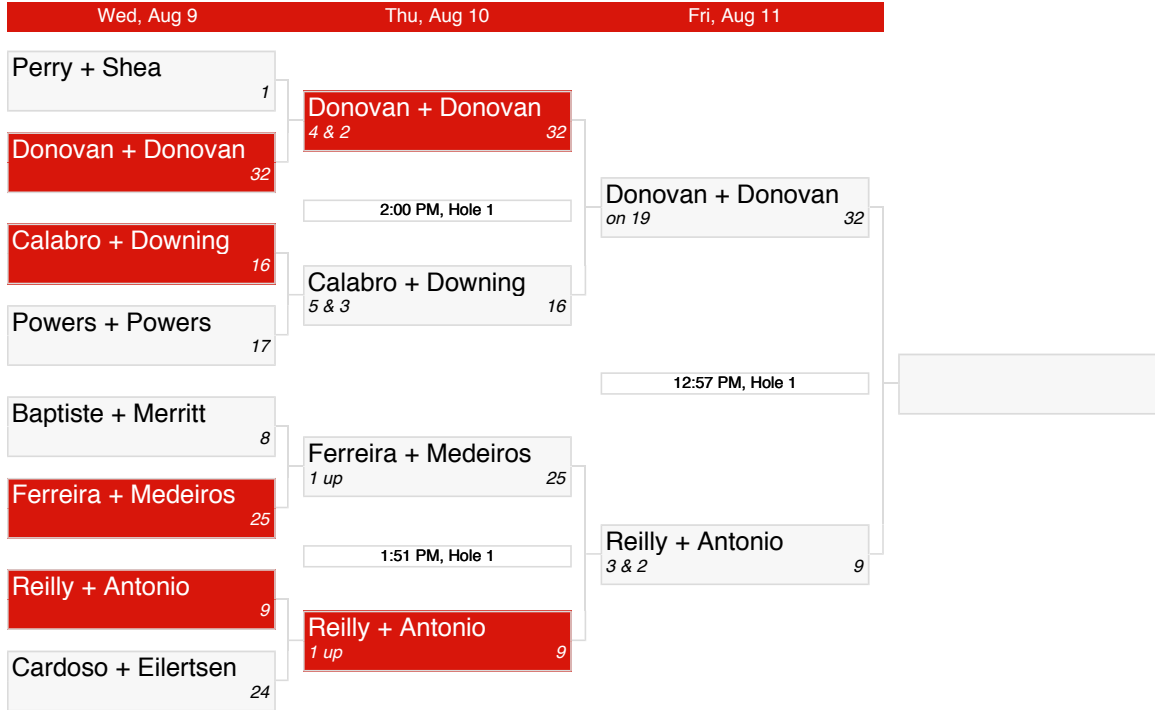 Wed, Aug 9
Thu, Aug 10
Fri, Aug 11
Perry + Shea
1
Donovan + Donovan
32
Calabro + Downing
16
Powers + Powers
17
Baptiste + Merritt
8
Ferreira + Medeiros
25
Reilly + Antonio
9
Cardoso + Eilertsen
24
Donovan + Donovan
4 & 2 32
2:00 PM, Hole 1
Calabro + Downing
5 & 3 16
Ferreira + Medeiros
1 up 25
1:51 PM, Hole 1
Reilly + Antonio
1 up 9
Donovan + Donovan
on 19 32
12:57 PM, Hole 1
Reilly + Antonio
3 & 2 9